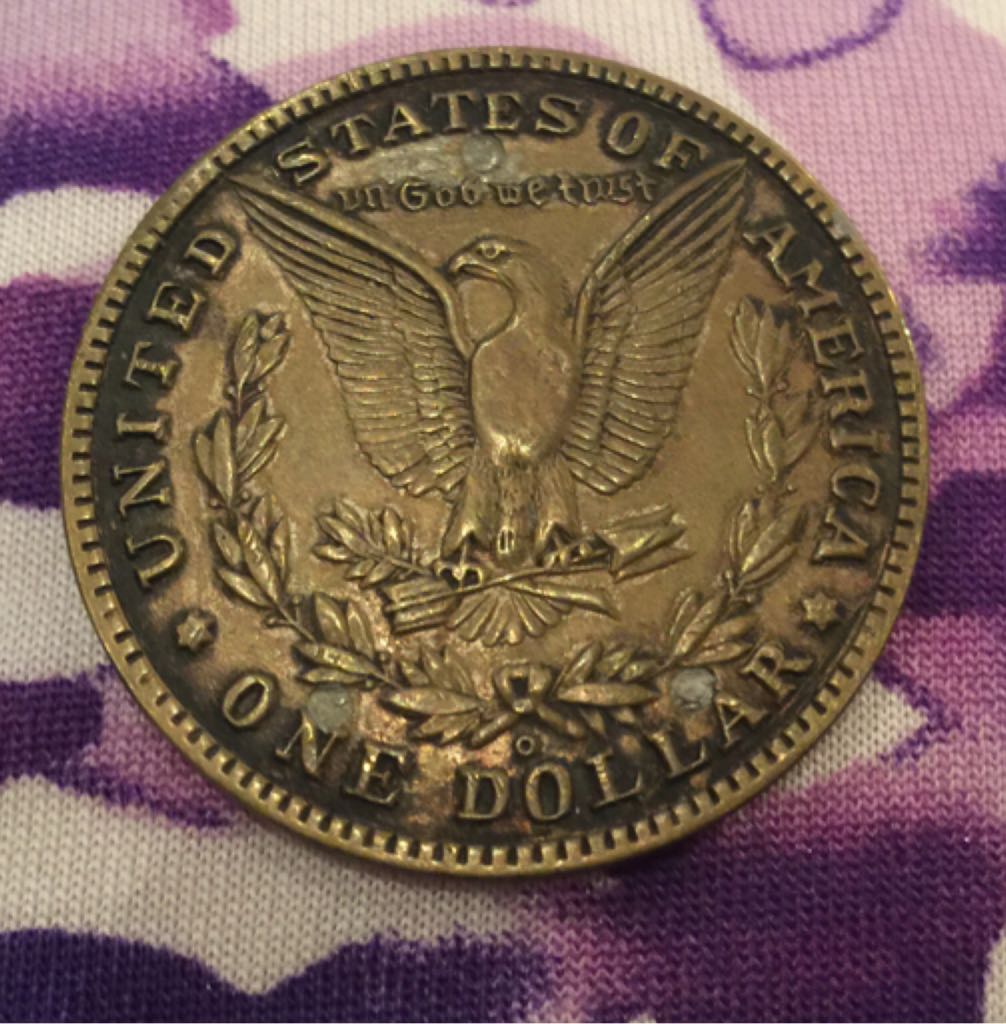 UNITED STATES OF AMERICA
In God we trust
O
ONE DOLLAR